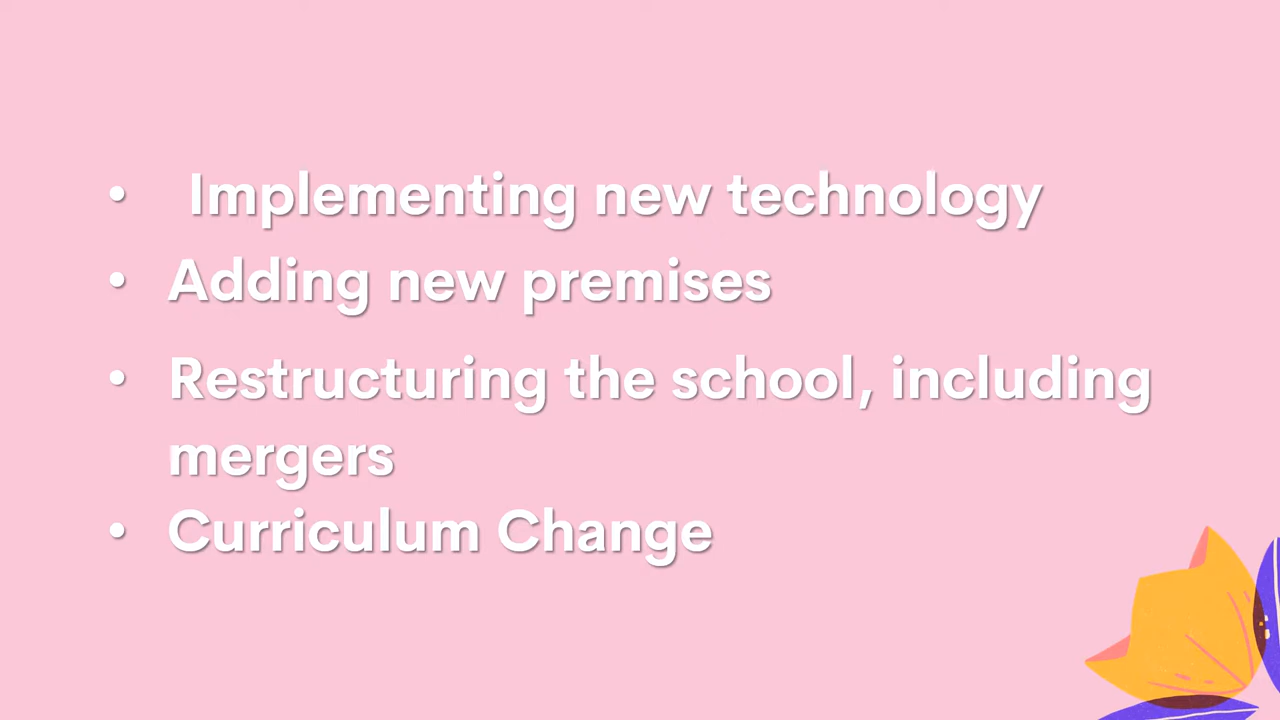 • Implementing new technology
• Adding new premises
• Restructuring the school, including
mergers
• Curriculum Change